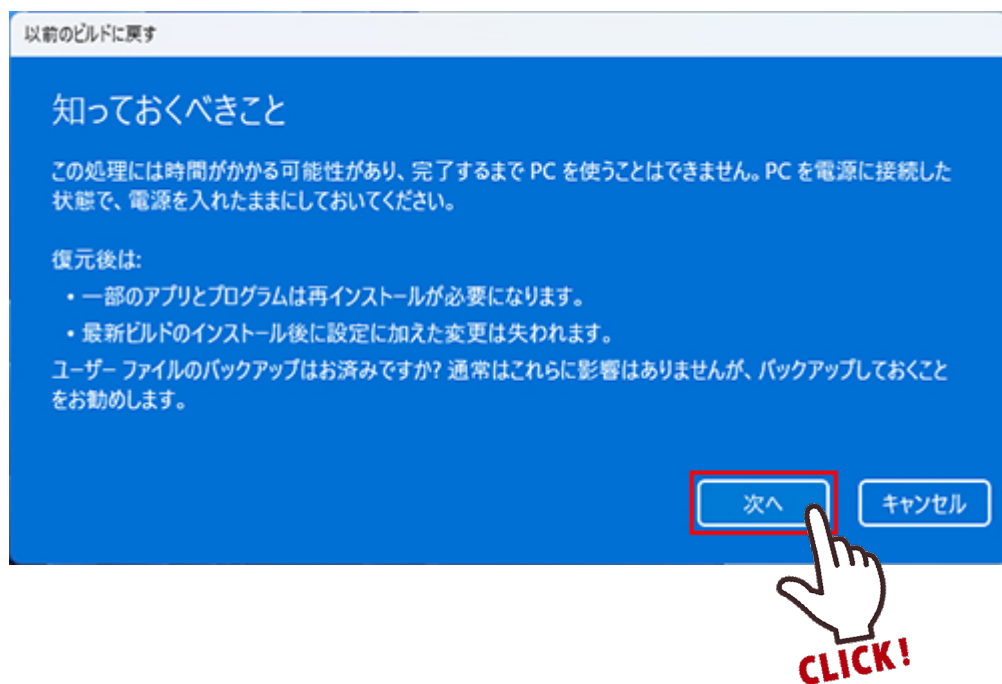 以前のビルドに戻す
知っておくべきこと
この処理には時間がかかる可能性があり、完了するまで PC を使うことはできません。PC を電源に接続した
状態で、電源を入れたままにしておいてください。
復元後は:
• 一部のアプリとプログラムは再インストールが必要になります。
• 最新ビルドのインストール後に設定に加えた変更は失われます。
ユーザー ファイルのバックアップはお済みですか? 通常はこれらに影響はありませんが、バックアップしておくこと
をお勧めします。
次へ
キャンセル
CLICK!